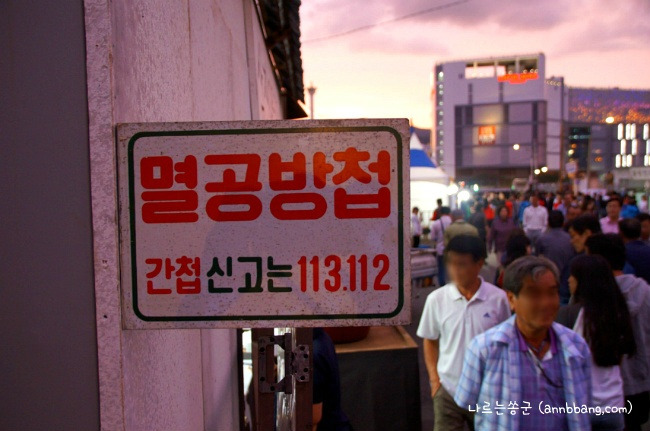 멸공방첩
간첩신고는 113.112
나르는쏭군 (annbbang.com)